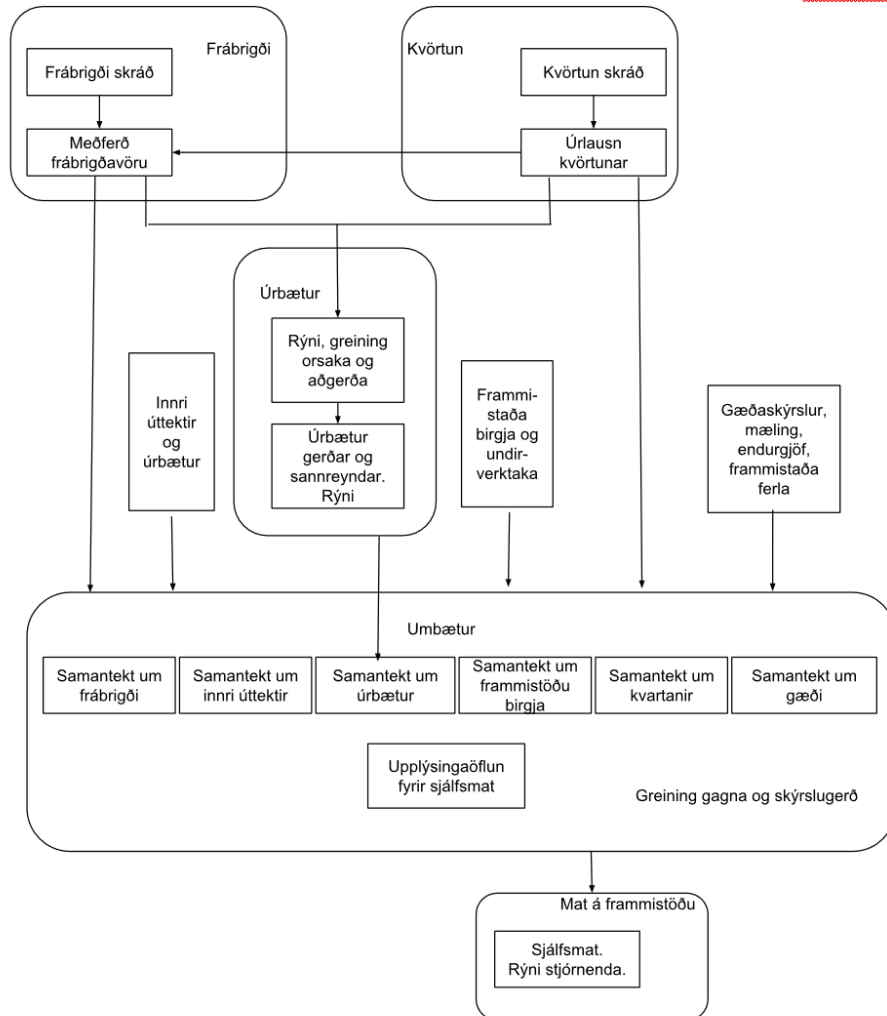 Frábrigði
Kvörtun
Frábrigði skráð
Kvörtun skráð
Meðferð
frábrigðavöru
Úrlausn
kvörtunar
Úrbætur
Rýni, greining
orsaka og
aðgerða
Úrbætur
gerðar og
sannreyndar.
Rýni
Innri
úttektir
og
úrbætur
Frammi-
staða
birgja og
undir-
verktaka
Gæðaskýrslur,
mæling,
endurgjöf,
frammistaða
ferla
Umbætur
Samantekt um
frábrigði
Samantekt um
innri úttektir
Samantekt um
úrbætur
Samantekt um
frammistöðu
birgja
Samantekt um
kvartanir
Samantekt um
gæði
Upplýsingaöflun
fyrir sjálfsmat
Greining gagna og skýrslugerð
Mat á frammistöðu
Sjálfsmat.
Rýni stjórnenda.